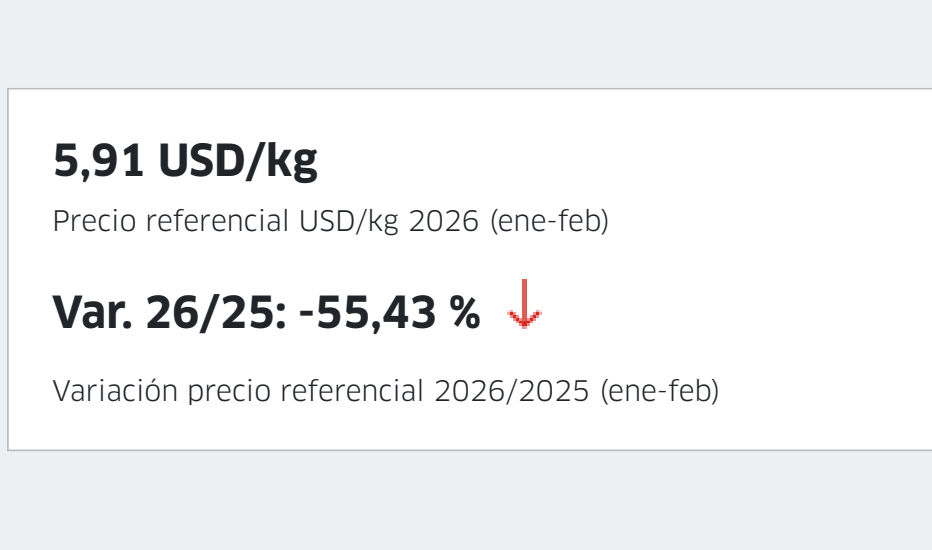 5,91 USD/kg
Precio referencial USD/kg 2026 (ene-feb)
Var. 26/25: -55,43 %
Variación precio referencial 2026/2025 (ene-feb)